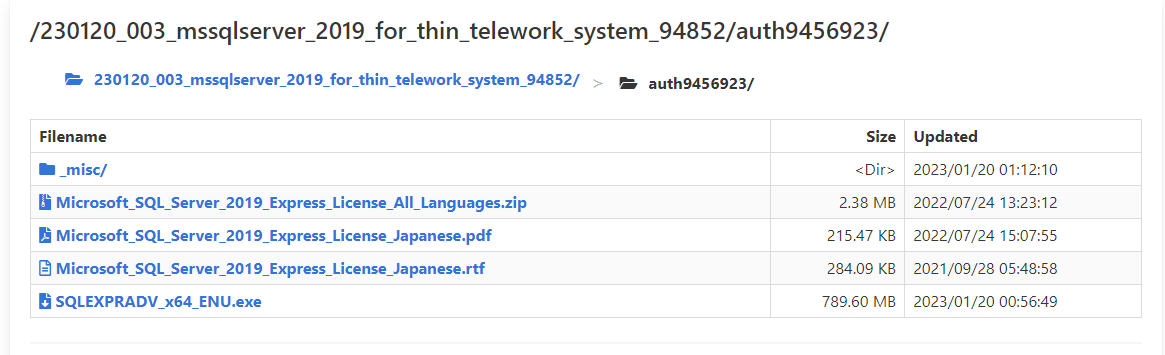 /230120_003_mssqlserver_2019_for_thin_telework_system_94852/auth9456923/
230120_003_mssqlserver_2019_for_thin_telework_system_94852/ > auth9456923/
Filename Size Updated
_misc/ <Dir> 2023/01/20 01:12:10
Microsoft_SQL_Server_2019_Express_License_All_Languages.zip 2.38 MB 2022/07/24 13:23:12
Microsoft_SQL_Server_2019_Express_License_Japanese.pdf 215.47 KB 2022/07/24 15:07:55
Microsoft_SQL_Server_2019_Express_License_Japanese.rtf 284.09 KB 2021/09/28 05:48:58
SQLEXPRADV_x64_ENU.exe 789.60 MB 2023/01/20 00:56:49